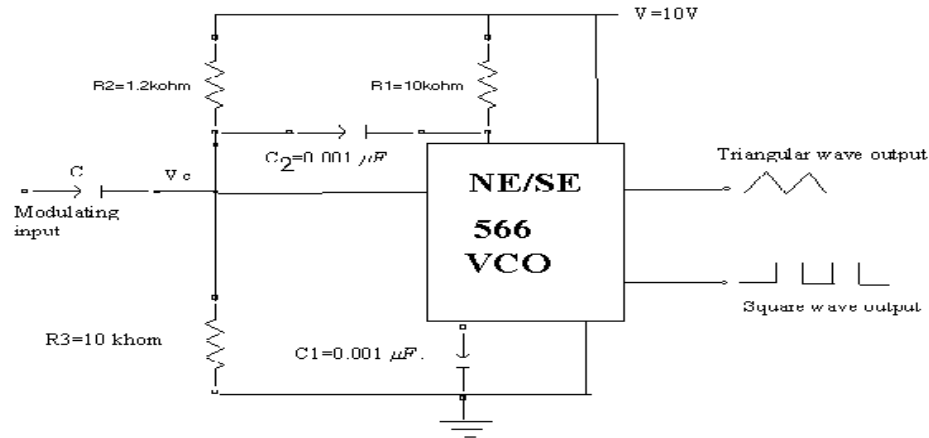 V=10V
R2=1.2kohm
R1=10kohm
C2=0.001 μF
C
Vc
Modulating
input
NE/SE
566
VCO
Triangular wave output
Square wave output
R3=10 khom
C1=0.001 μF.